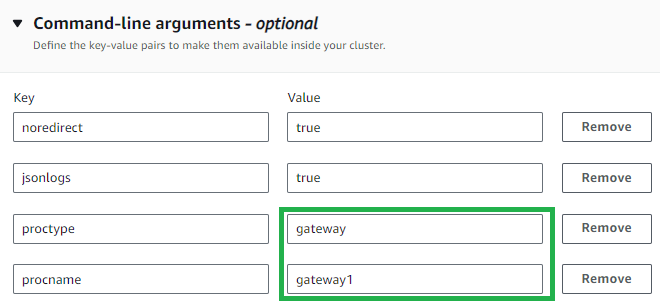 ▼ Command-line arguments - optional
Define the key-value pairs to make them available inside your cluster.
Key Value
noredirect true Remove
jsonlogs true Remove
proctype gateway Remove
procname gateway1 Remove